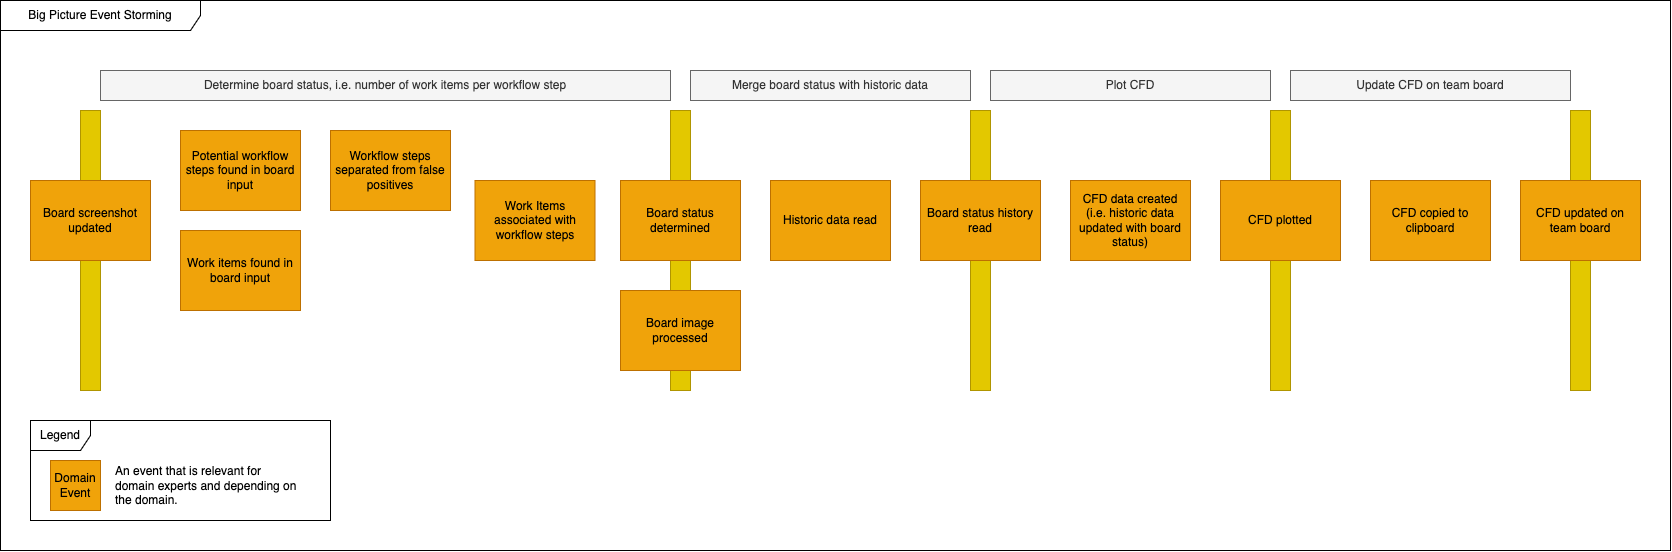 Big Picture Event Storming
Determine board status, i.e. number of work items per workflow step
Merge board status with historic data
Plot CFD
Update CFD on team board
Board screenshot
updated
Potential workflow
steps found in board
input
Work items found in
board input
Workflow steps
separated from false
positives
Work Items
associated with
workflow steps
Board status
determined
Board image
processed
Historic data read
Board status history
read
CFD data created
(i.e. historic data
updated with board
status)
CFD plotted
CFD copied to
clipboard
CFD updated on
team board
Legend
Domain
Event
An event that is relevant for
domain experts and depending on
the domain.